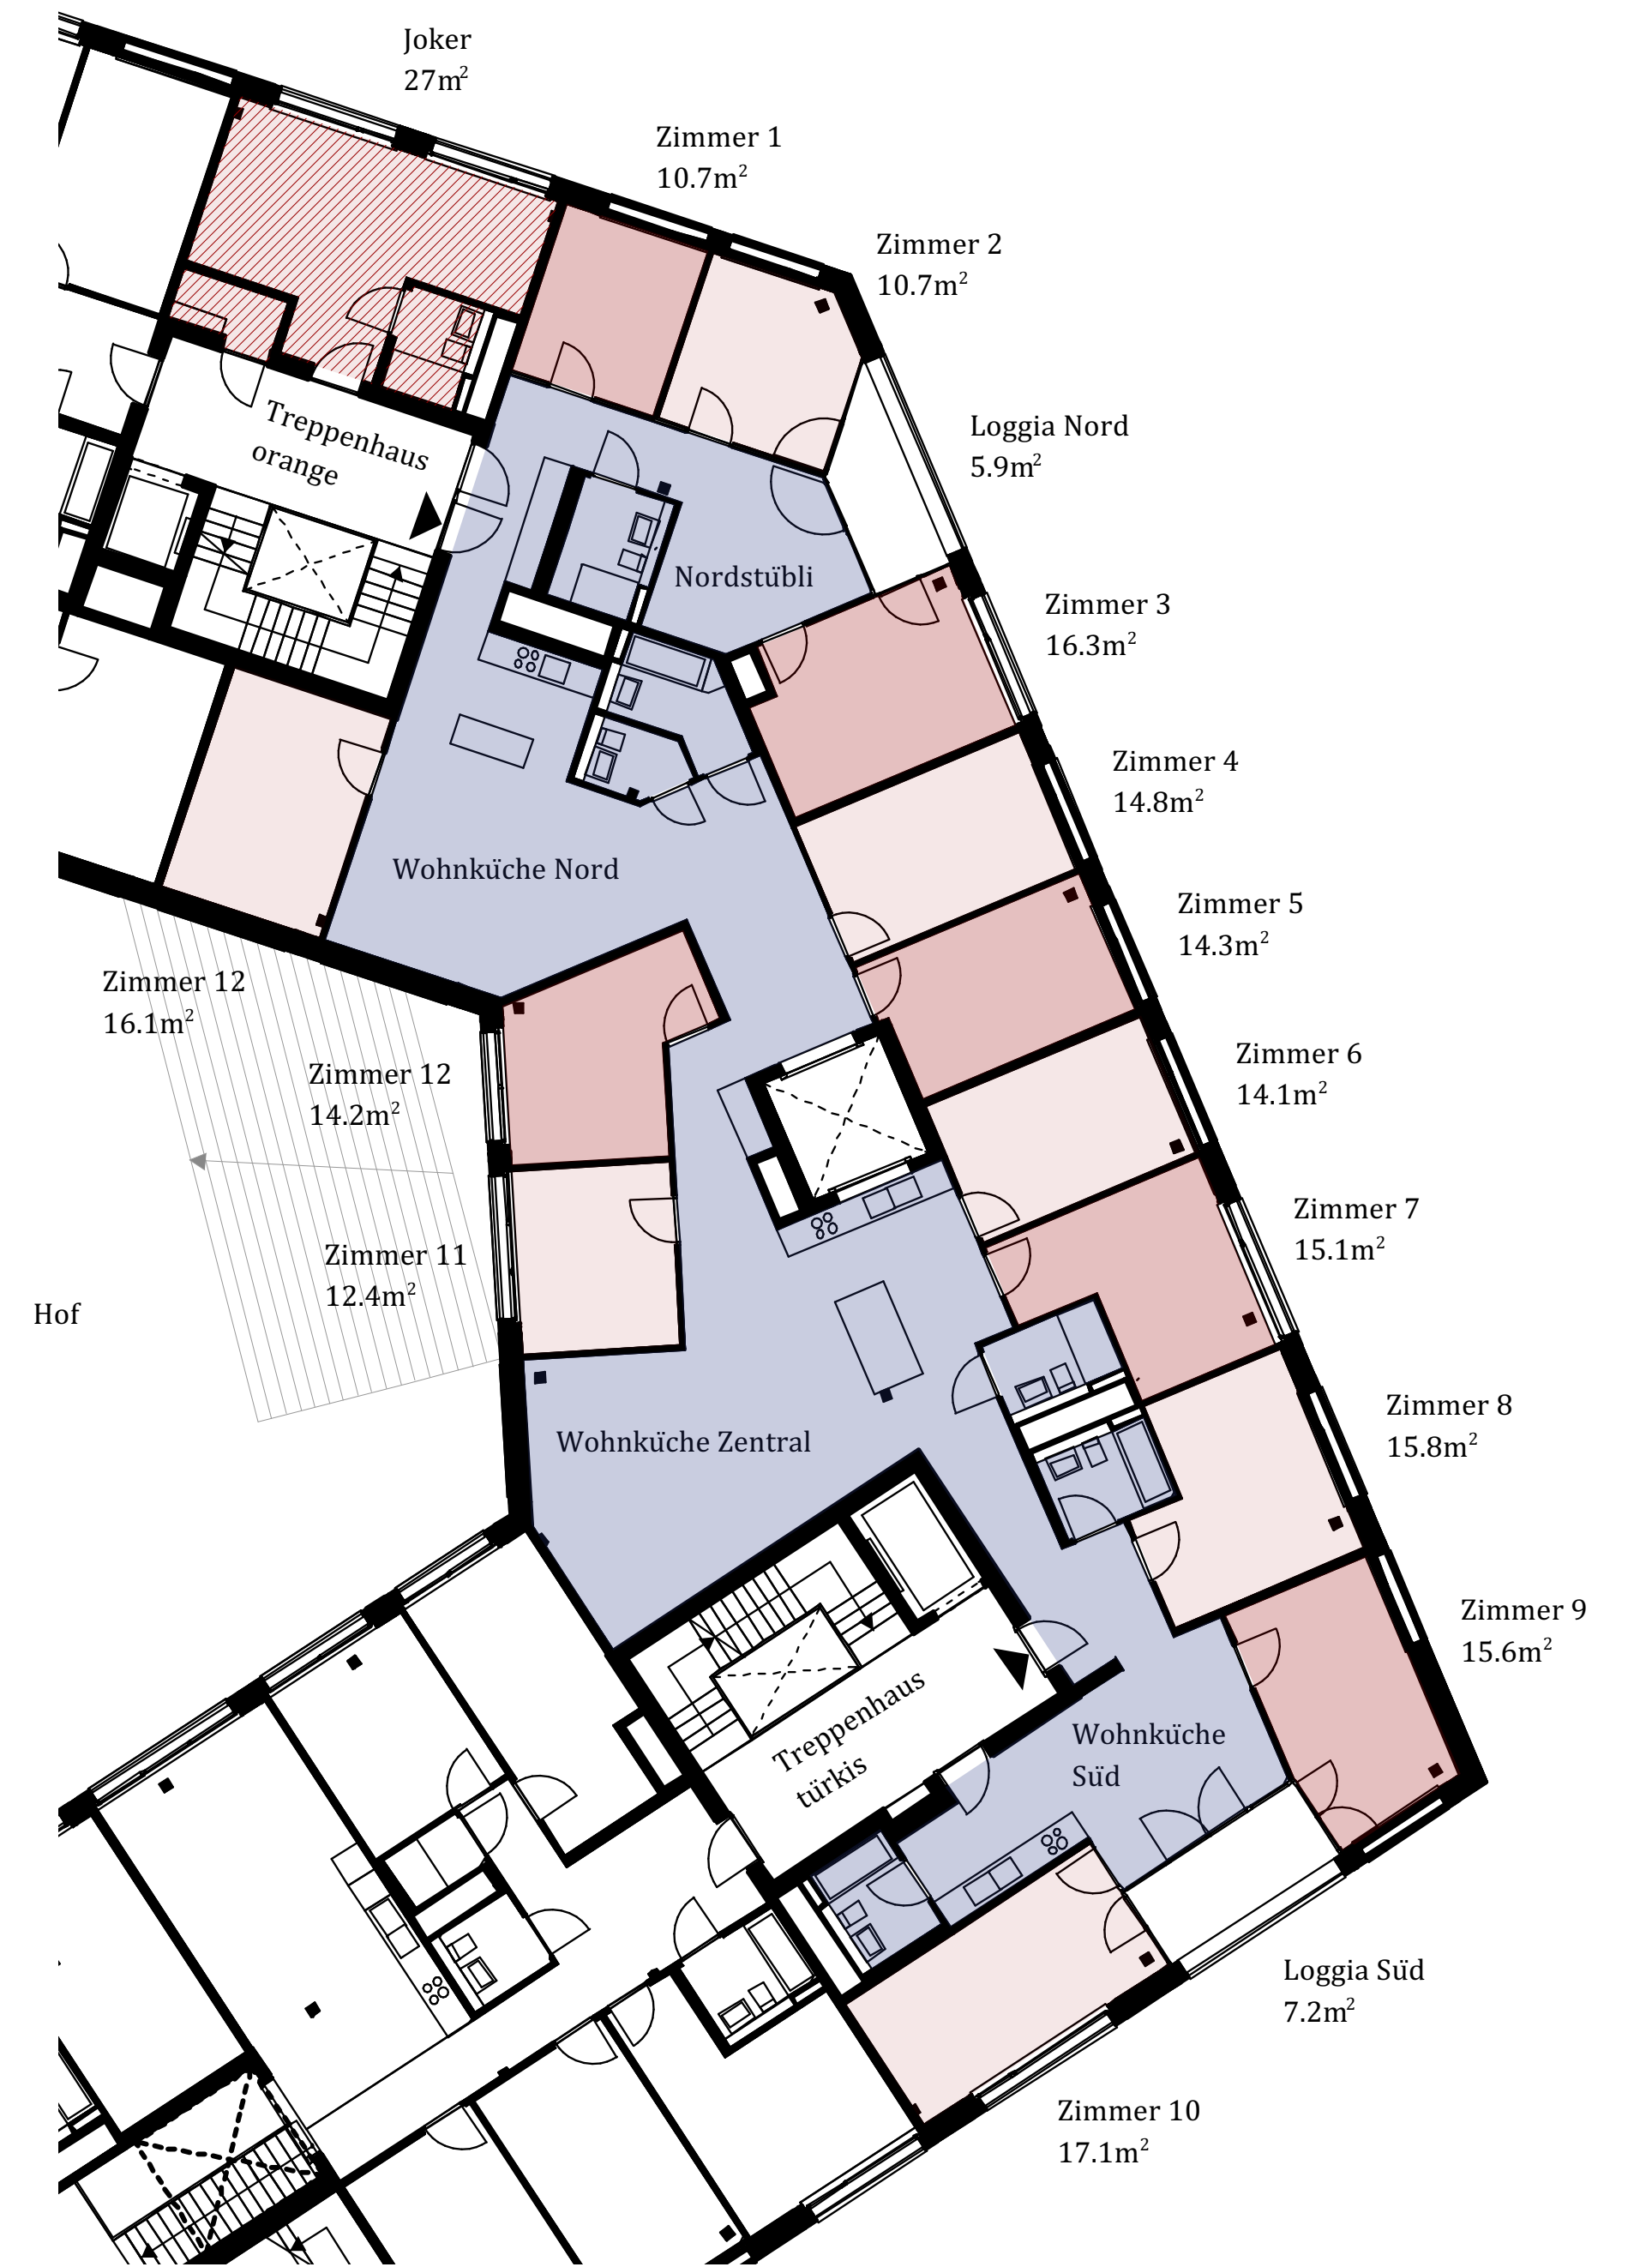 Joker
27m²
Zimmer 1
10.7m²
Zimmer 2
10.7m²
Treppenhaus
orange
Loggia Nord
5.9m²
Nordstübli
Zimmer 3
16.3m²
Zimmer 4
14.8m²
Wohnküche Nord
Zimmer 5
14.3m²
Zimmer 12
16.1m²
Zimmer 6
14.1m²
Zimmer 12
14.2m²
Zimmer 7
15.1m²
Zimmer 11
12.4m²
Hof
Zimmer 8
15.8m²
Wohnküche Zentral
Zimmer 9
15.6m²
Treppenhaus
türkis
Wohnküche
Süd
Loggia Süd
7.2m²
Zimmer 10
17.1m²